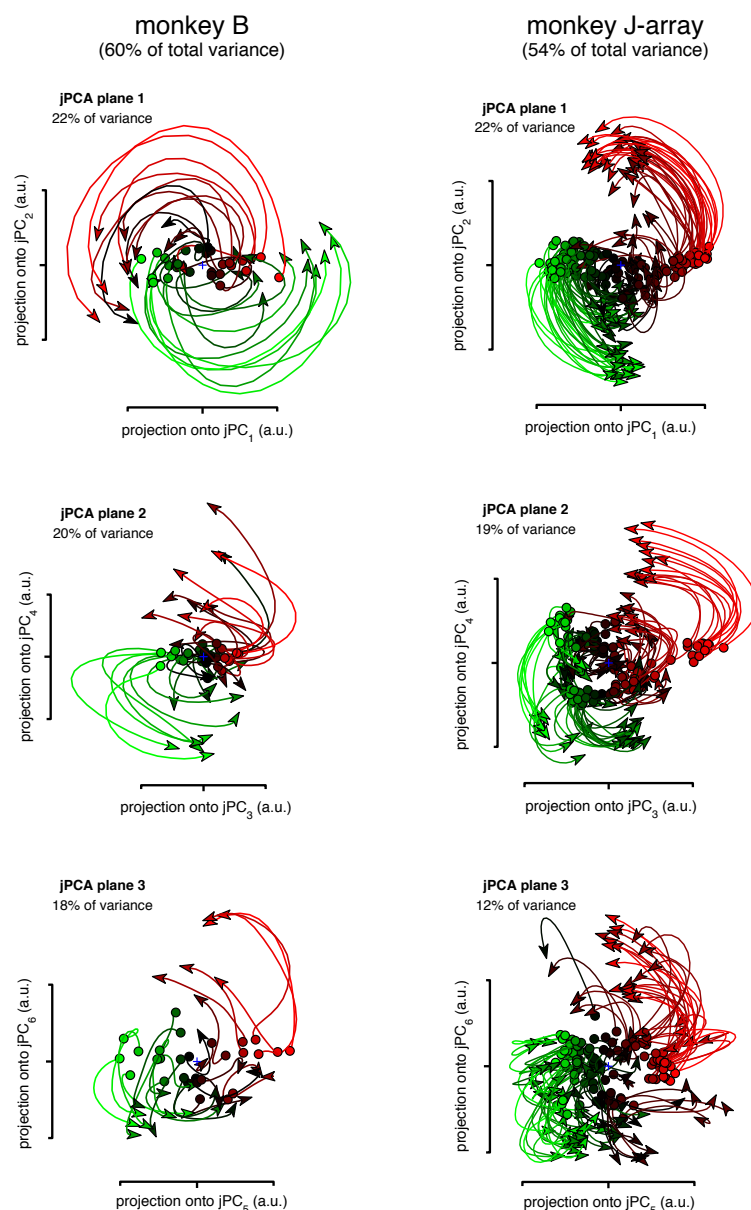 monkey B
(60% of total variance)
monkey J-array
(54% of total variance)
jPCA plane 1
22% of variance
projection onto jPC2 (a.u.)
projection onto jPC1 (a.u.)
jPCA plane 1
22% of variance
projection onto jPC2 (a.u.)
projection onto jPC1 (a.u.)
jPCA plane 2
20% of variance
projection onto jPC4 (a.u.)
projection onto jPC3 (a.u.)
jPCA plane 2
19% of variance
projection onto jPC4 (a.u.)
projection onto jPC3 (a.u.)
jPCA plane 3
18% of variance
projection onto jPC6 (a.u.)
projection onto jPC5 (a.u.)
jPCA plane 3
12% of variance
projection onto jPC6 (a.u.)
projection onto jPC5 (a.u.)